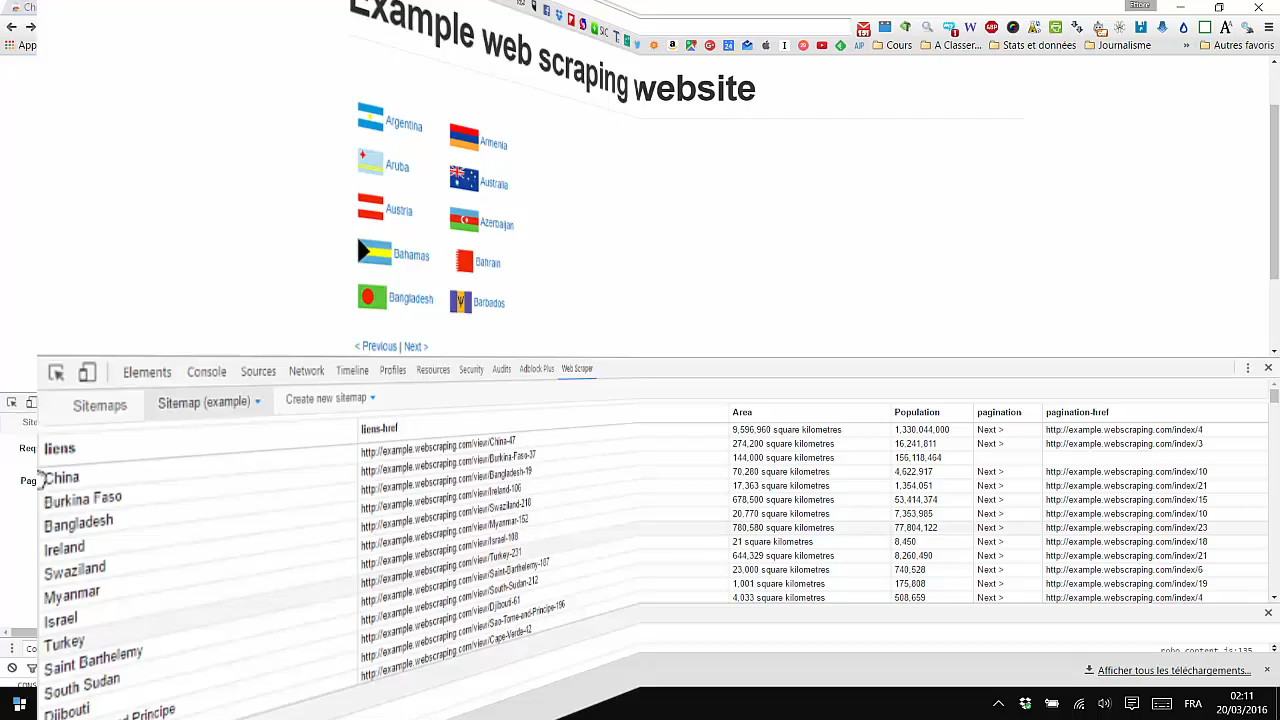 Store
Example web scraping website
Cours
A Classer...
Stats et données
Journalisme
»
Autres favoris
App
Argentina
Armenia
Aruba
Australia
Austria
Azerbaijan
Bahamas
Bahrain
Bangladesh
Barbados
< Previous | Next >
Elements Console Sources Network Timeline Profiles Resources Security Audits Adblock Plus Web Scraper
Sitemaps Sitemap (example) Create new sitemap
liens liens-href Area Population pagination pagination-href
China http://example.webscraping.com/view/China-47 9,596,960 square kilometres 1,330,044,000 Next > http://example.webscraping.com/index/4
Burkina Faso http://example.webscraping.com/view/Burkina-Faso-37 274,200 square kilometres 16,241,811 Next > http://example.webscraping.com/index/3
Bangladesh http://example.webscraping.com/view/Bangladesh-19 144,000 square kilometres 156,118,464
Ireland http://example.webscraping.com/view/Ireland-106 70,280 square kilometres 4,622,917 Next > http://example.webscraping.com/index/10
Swaziland http://example.webscraping.com/view/Swaziland-218 17,363 square kilometres 1,354,051 Next > http://example.webscraping.com/index/21
Myanmar http://example.webscraping.com/view/Myanmar-152 678,500 square kilometres 53,414,374 Next > http://example.webscraping.com/index/15
Israel http://example.webscraping.com/view/Israel-108 20,770 square kilometres 7,353,985 Next > http://example.webscraping.com/index/10
Turkey http://example.webscraping.com/view/Turkey-231 780,580 square kilometres 77,804,122 Next > http://example.webscraping.com/index/23
Saint Barthelemy http://example.webscraping.com/view/Saint-Barthelemy-187 21 square kilometres 8,450 Next > http://example.webscraping.com/index/18
South Sudan http://example.webscraping.com/view/South-Sudan-212 644,329 square kilometres 8,260,490 Next > http://example.webscraping.com/index/21
Djibouti http://example.webscraping.com/view/Djibouti-61 23,000 square kilometres 740,528 Next > http://example.webscraping.com/index/6
Principe http://example.webscraping.com/view/Sao-Tome-and-Principe-196 1,001 square kilometres 175,808 Next > http://example.webscraping.com/index/19
http://example.webscraping.com/view/Cape-Verde-42 4,033 square kilometres 508,659 Next > http://example.webscraping.com/index/4
Afficher tous les téléchargements...
FRA
02:11
20/03/2016